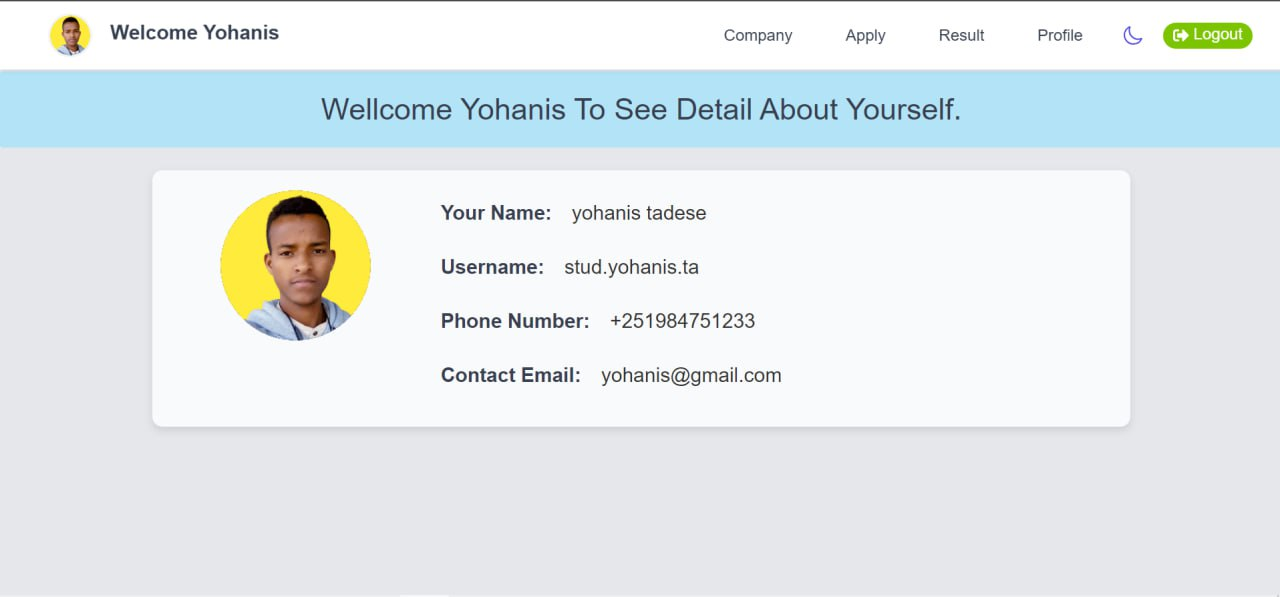 Welcome Yohanis
Company
Apply
Result
Profile
Logout
Wellcome Yohanis To See Detail About Yourself.
Your Name: yohanis tadese
Username: stud.yohanis.ta
Phone Number: +251984751233
Contact Email: yohanis@gmail.com